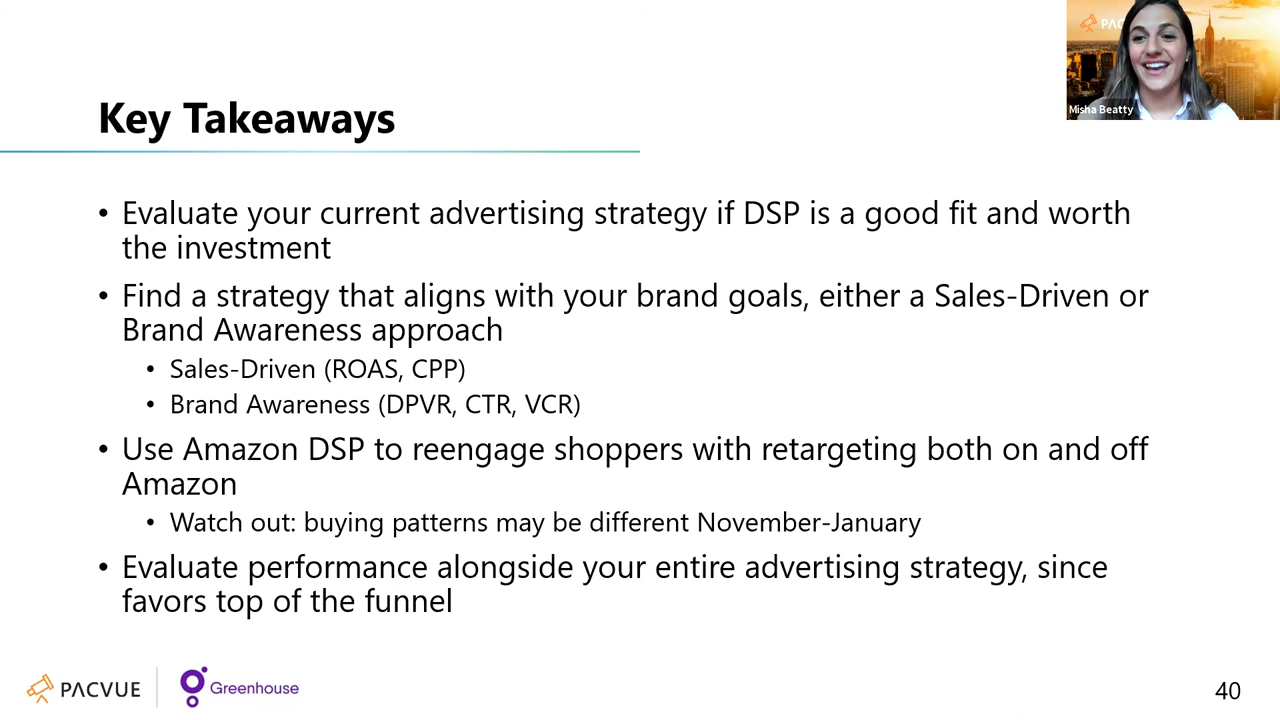 PAC
Misha Beatty
Key Takeaways
• Evaluate your current advertising strategy if DSP is a good fit and worth
the investment
• Find a strategy that aligns with your brand goals, either a Sales-Driven or
Brand Awareness approach
• Sales-Driven (ROAS, CPP)
• Brand Awareness (DPVR, CTR, VCR)
• Use Amazon DSP to reengage shoppers with retargeting both on and off
Amazon
• Watch out: buying patterns may be different November-January
• Evaluate performance alongside your entire advertising strategy, since
favors top of the funnel
PACVUE
Greenhouse
40